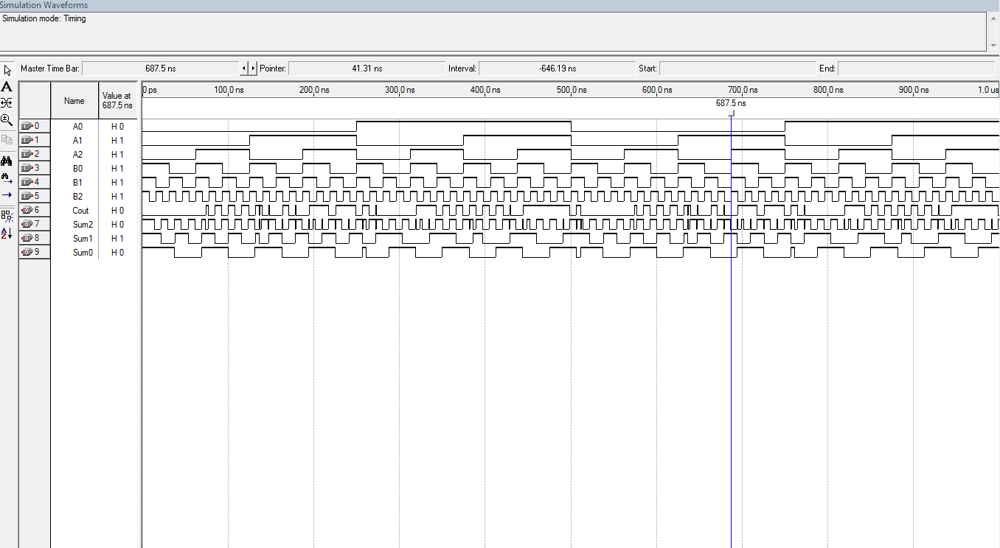 Simulation Waveforms
Simulation mode: Timing
Master Time Bar: 687.5 ns Pointer: 41.31 ns Interval: -646.19 ns Start: End:
Name Value at 687.5 ns
0 ps 100.0 ns 200.0 ns 300.0 ns 400.0 ns 500.0 ns 600.0 ns 700.0 ns 800.0 ns 900.0 ns 1.0 us
687.5 ns
0 A0 H 0
1 A1 H 1
2 A2 H 1
3 B0 H 1
4 B1 H 1
5 B2 H 1
6 Cout H 0
7 Sum2 H 0
8 Sum1 H 1
9 Sum0 H 0